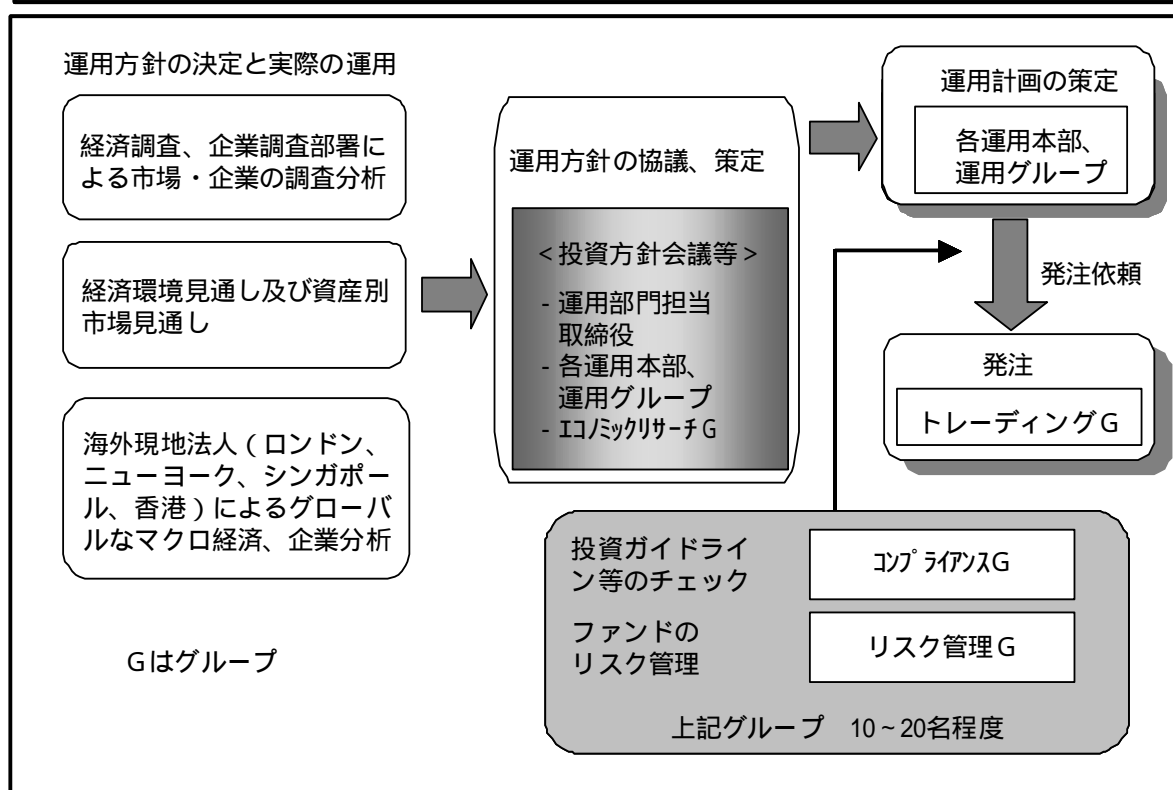 運用方針の決定と実際の運用
経済調査、企業調査部署に
よる市場・企業の調査分析
経済環境見通し及び資産別
市場見通し
海外現地法人（ロンドン、
ニューヨーク、シンガポー
ル、香港）によるグローバ
ルなマクロ経済、企業分析
Gはグループ
運用方針の協議、策定
＜投資方針会議等＞
- 運用部門担当
取締役
- 各運用本部、
運用グループ
- ｴｺﾉﾐｯｸﾘｻｰﾁG
運用計画の策定
各運用本部、
運用グループ
発注依頼
発注
トレーディングG
投資ガイドライ
ン等のチェック
ｺﾝﾌﾟﾗｲｱﾝｽG
ファンドの
リスク管理
リスク管理G
上記グループ　10～20名程度